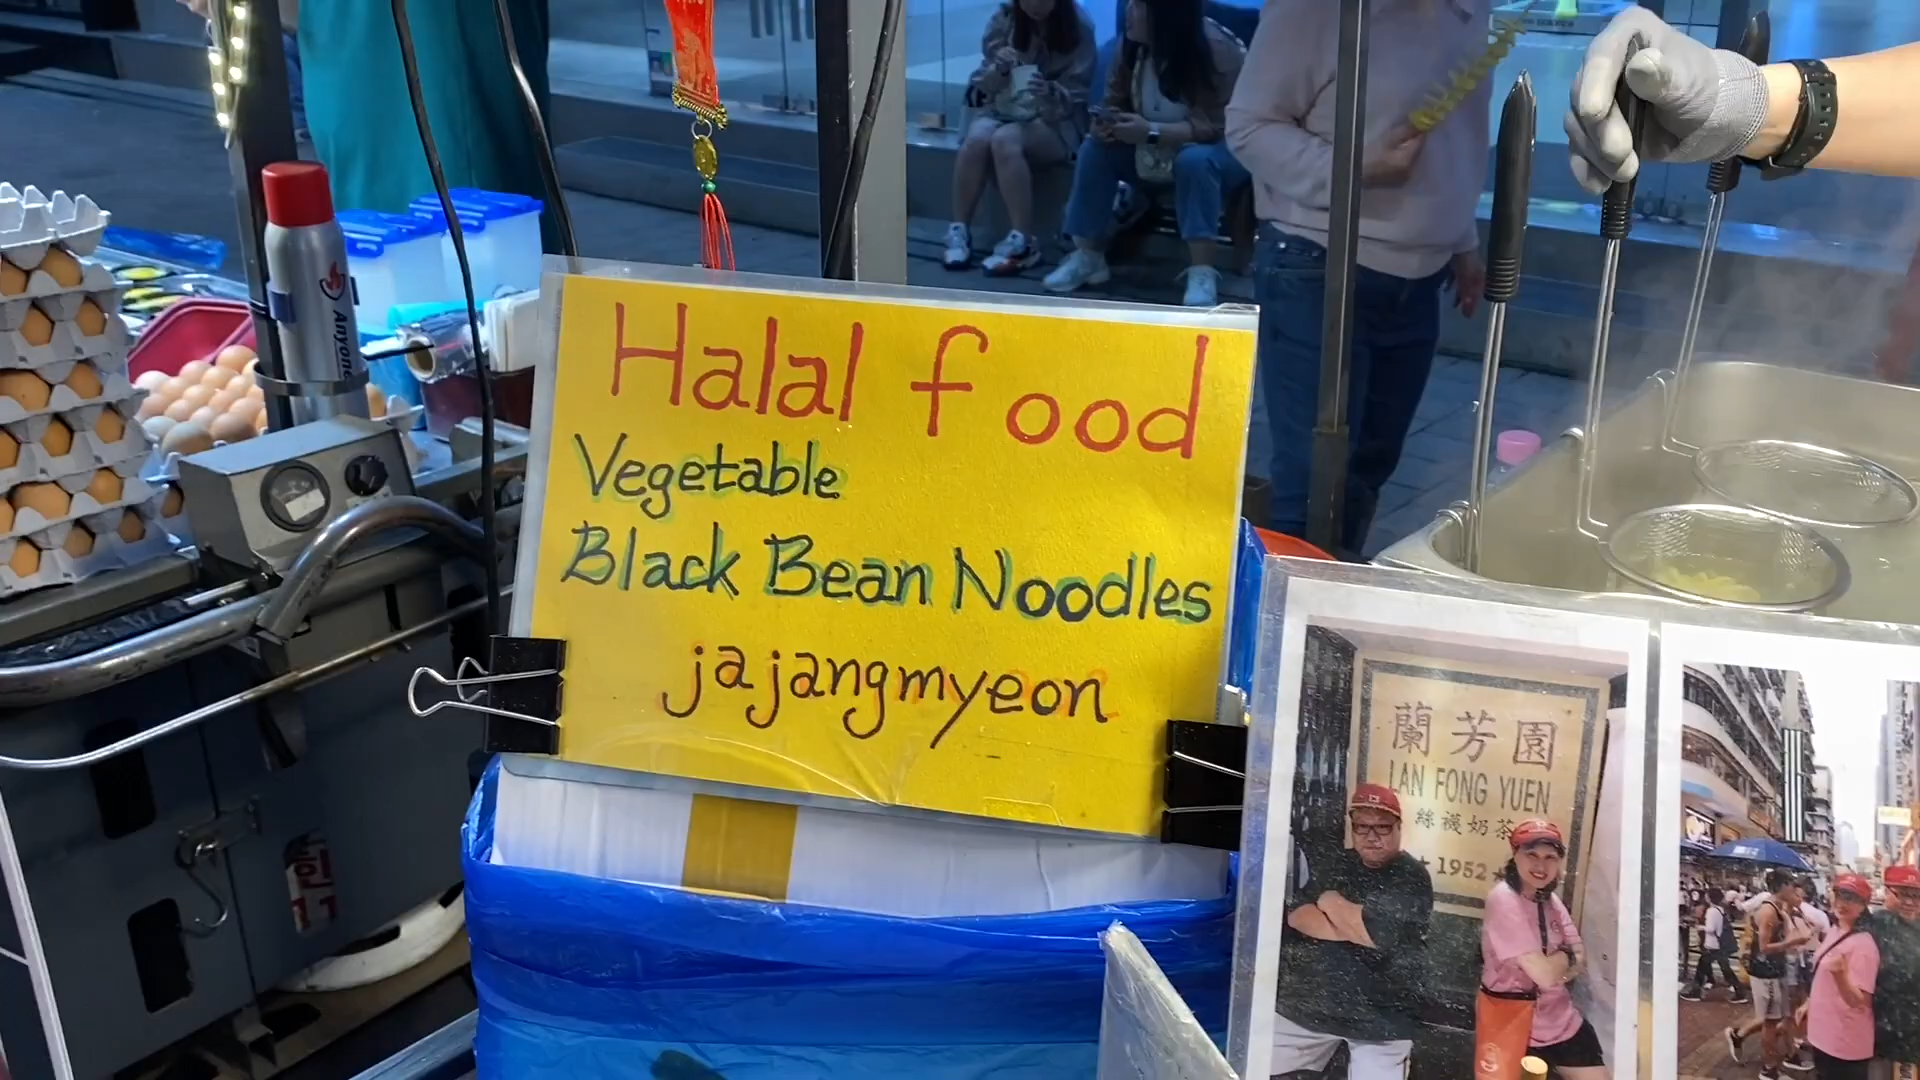 Halal food
Vegetable
Black Bean Noodles
jajangmyeon
Anyone
蘭芳園
LAN FONG YUEN
絲襪奶茶
1952